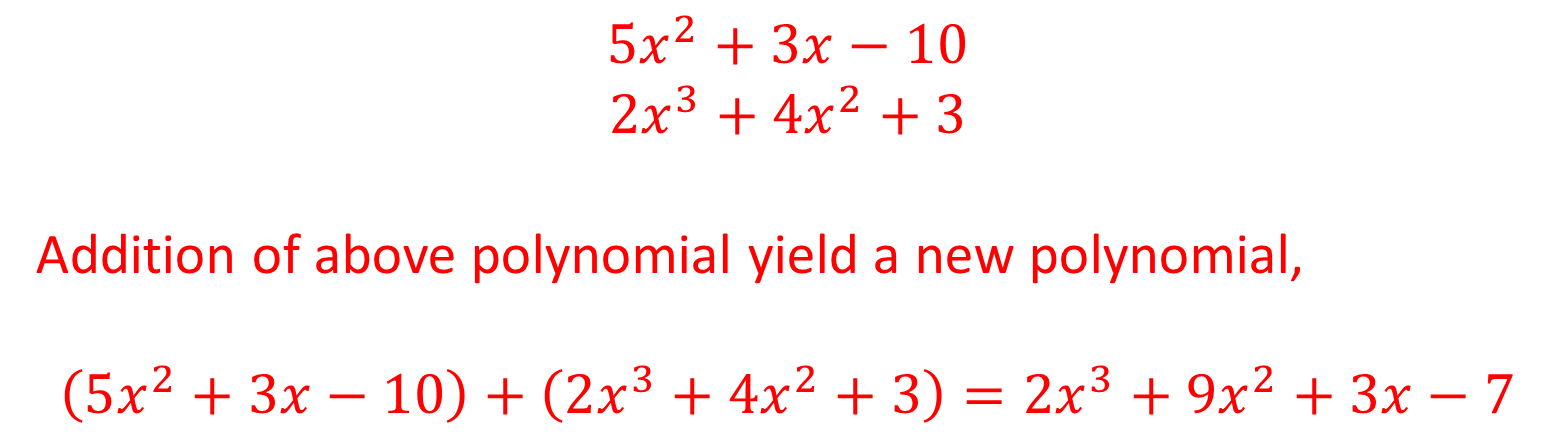 5x² + 3x − 10
2x³ + 4x² + 3
Addition of above polynomial yield a new polynomial,
(5x² + 3x − 10) + (2x³ + 4x² + 3) = 2x³ + 9x² + 3x − 7